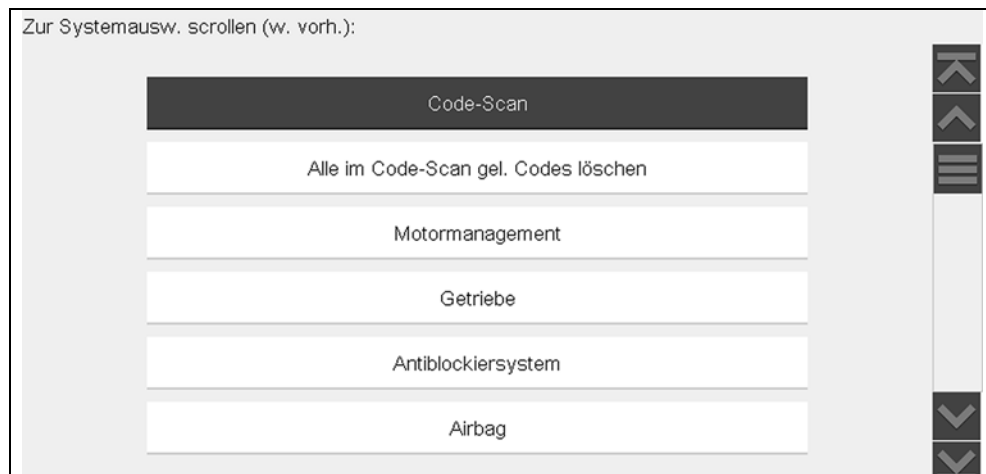 Zur Systemausw. scrollen (w. vorh.):
Code-Scan
Alle im Code-Scan gel. Codes löschen
Motormanagement
Getriebe
Antiblockiersystem
Airbag